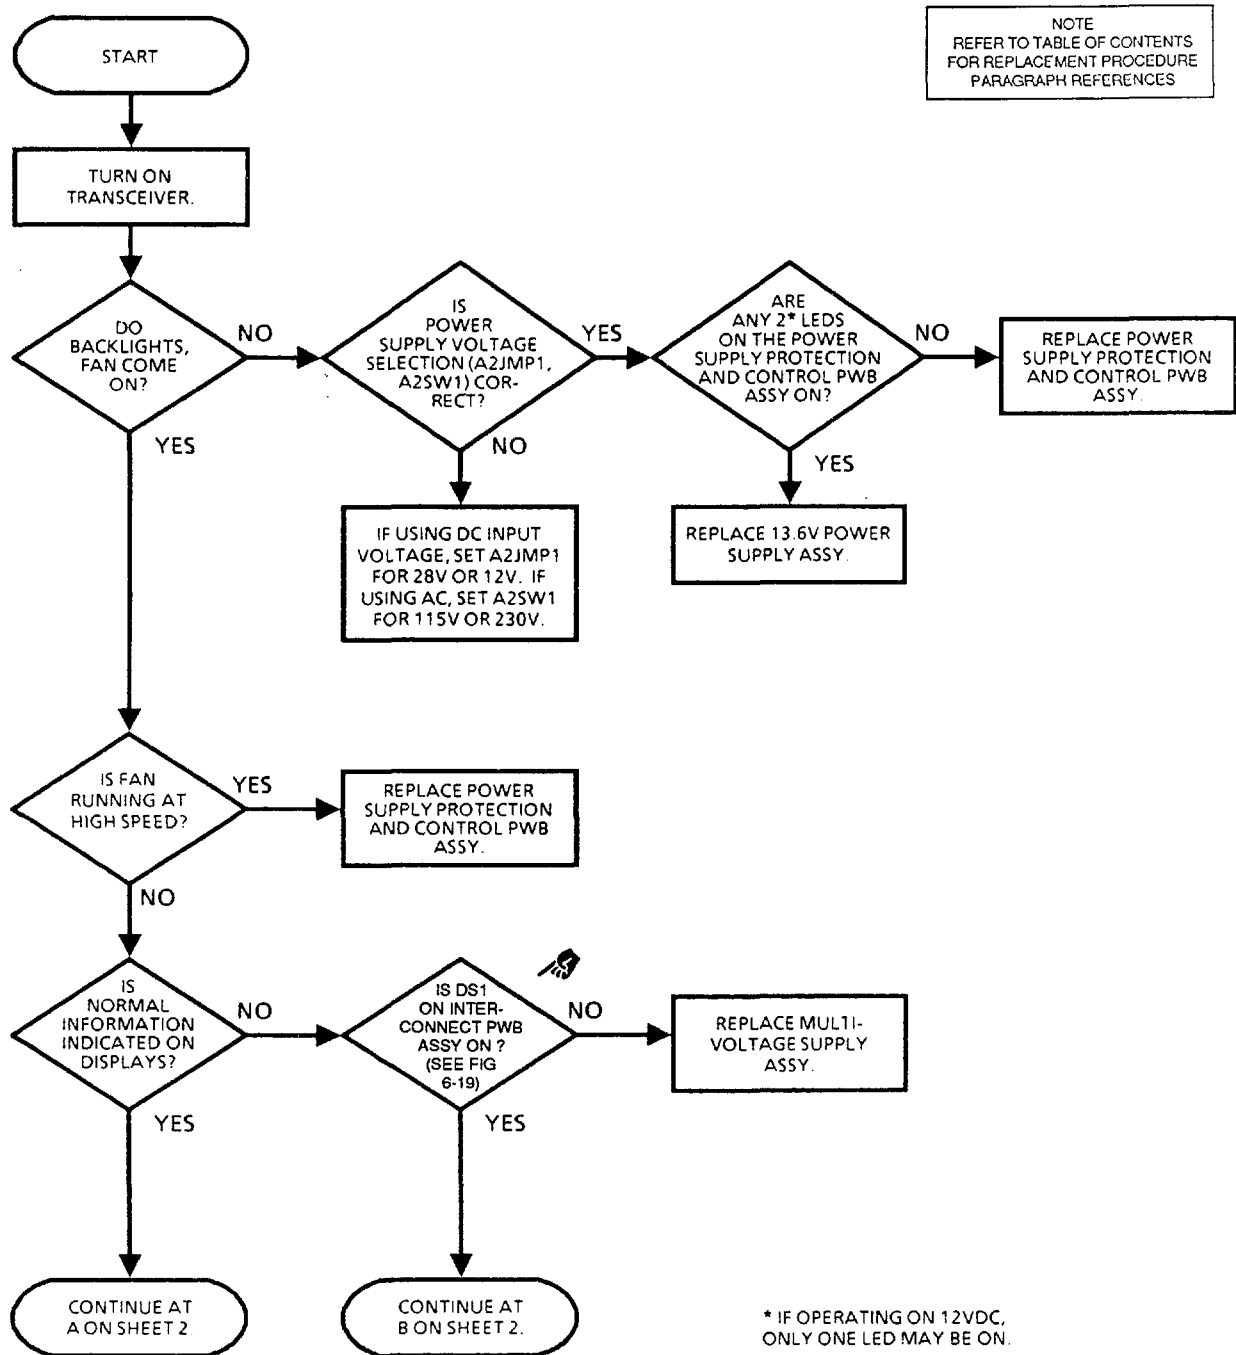 START
NOTE
REFER TO TABLE OF CONTENTS
FOR REPLACEMENT PROCEDURE
PARAGRAPH REFERENCES
TURN ON
TRANSCEIVER.
DO
BACKLIGHTS,
FAN COME
ON?
NO
YES
IS
POWER
SUPPLY VOLTAGE
SELECTION (A2JMP1,
A2SW1) COR-
RECT?
YES
NO
ARE
ANY 2* LEDS
ON THE POWER
SUPPLY PROTECTION
AND CONTROL PWB
ASSY ON?
NO
YES
REPLACE POWER
SUPPLY PROTECTION
AND CONTROL PWB
ASSY.
IF USING DC INPUT
VOLTAGE, SET A2JMP1
FOR 28V OR 12V. IF
USING AC, SET A2SW1
FOR 115V OR 230V.
REPLACE 13.6V POWER
SUPPLY ASSY.
IS FAN
RUNNING AT
HIGH SPEED?
YES
NO
REPLACE POWER
SUPPLY PROTECTION
AND CONTROL PWB
ASSY.
IS
NORMAL
INFORMATION
INDICATED ON
DISPLAYS?
NO
YES
IS DS1
ON INTER-
CONNECT PWB
ASSY ON ?
(SEE FIG
6-19)
NO
YES
REPLACE MULTI-
VOLTAGE SUPPLY
ASSY.
CONTINUE AT
A ON SHEET 2.
CONTINUE AT
B ON SHEET 2.
* IF OPERATING ON 12VDC,
ONLY ONE LED MAY BE ON.